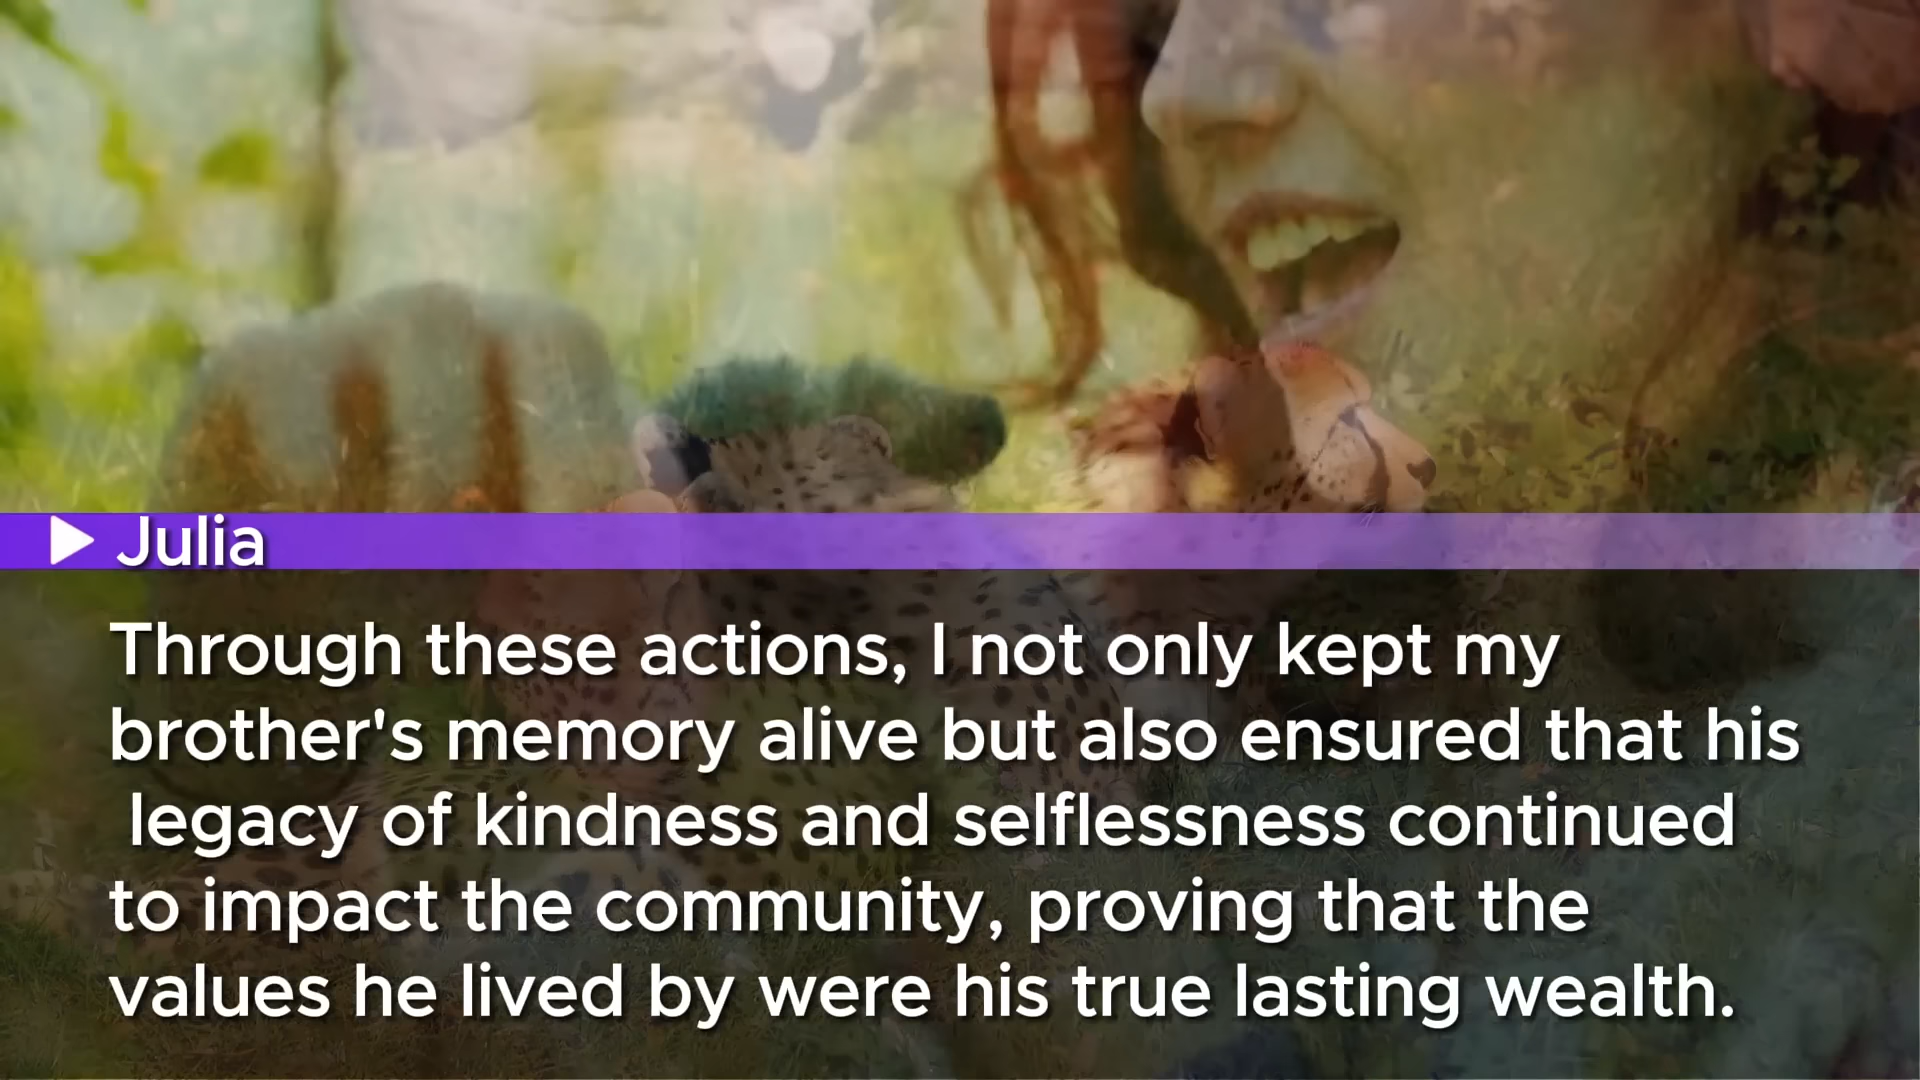 Julia
Through these actions, I not only kept my
brother's memory alive but also ensured that his
legacy of kindness and selflessness continued
to impact the community, proving that the
values he lived by were his true lasting wealth.